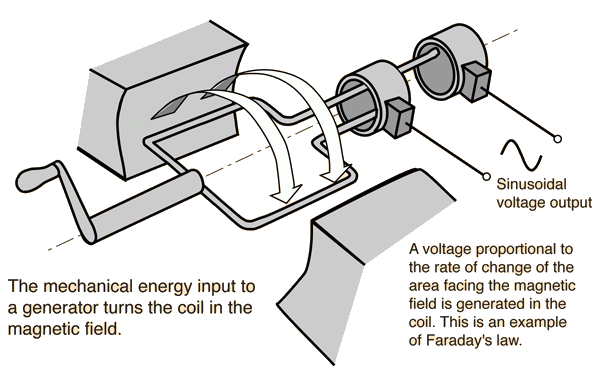 Sinusoidal
voltage output
The mechanical energy input to
a generator turns the coil in the
magnetic field.
A voltage proportional to
the rate of change of the
area facing the magnetic
field is generated in the
coil. This is an example
of Faraday's law.